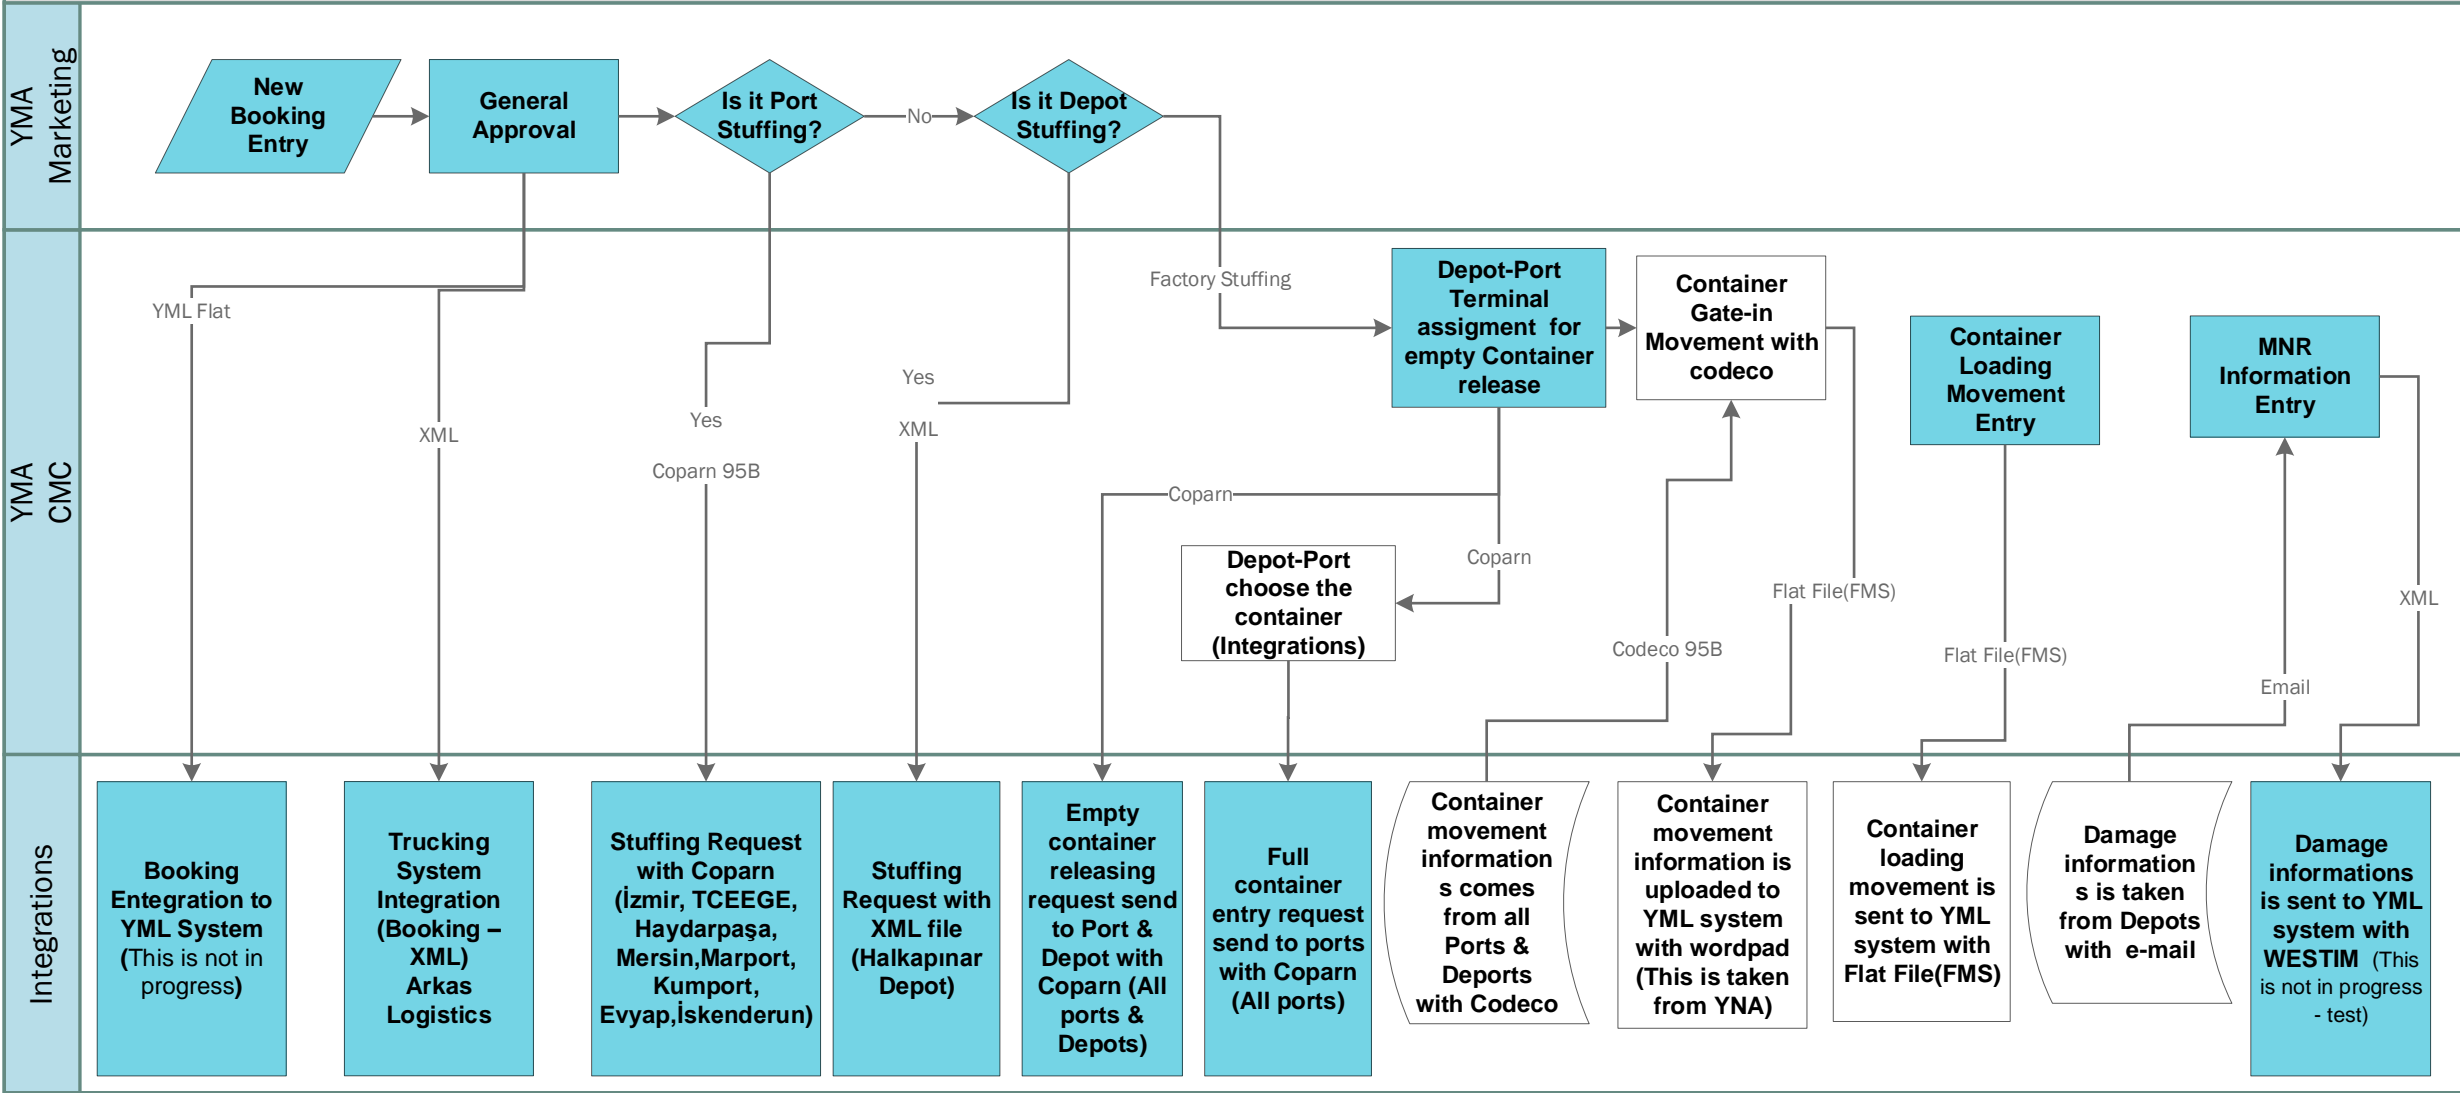 YMA
Marketing
New
Booking
Entry
General
Approval
Is it Port
Stuffing?
No
Is it Depot
Stuffing?
YMA
CMC
YML Flat
XML
Yes
Coparn 95B
Yes
XML
Factory Stuffing
Depot-Port
Terminal
assigment for
empty Container
release
Container
Gate-in
Movement with
codeco
Container
Loading
Movement
Entry
MNR
Information
Entry
Coparn
Coparn
Depot-Port
choose the
container
(Integrations)
Codeco 95B
Flat File(FMS)
Flat File(FMS)
Email
XML
Integrations
Booking
Entegration to
YML System
(This is not in
progress)
Trucking
System
Integration
(Booking –
XML)
Arkas
Logistics
Stuffing Request
with Coparn
(İzmir, TCEEGE,
Haydarpaşa,
Mersin,Marport,
Kumport,
Evyap,İskenderun)
Stuffing
Request with
XML file
(Halkapınar
Depot)
Empty
container
releasing
request send
to Port &
Depot with
Coparn (All
ports &
Depots)
Full
container
entry request
send to ports
with Coparn
(All ports)
Container
movement
information
s comes
from all
Ports &
Deports
with Codeco
Container
movement
information is
uploaded to
YML system
with wordpad
(This is taken
from YNA)
Container
loading
movement is
sent to YML
system with
Flat File(FMS)
Damage
information
s is taken
from Depots
with e-mail
Damage
informations
is sent to YML
system with
WESTIM (This
is not in progress
- test)